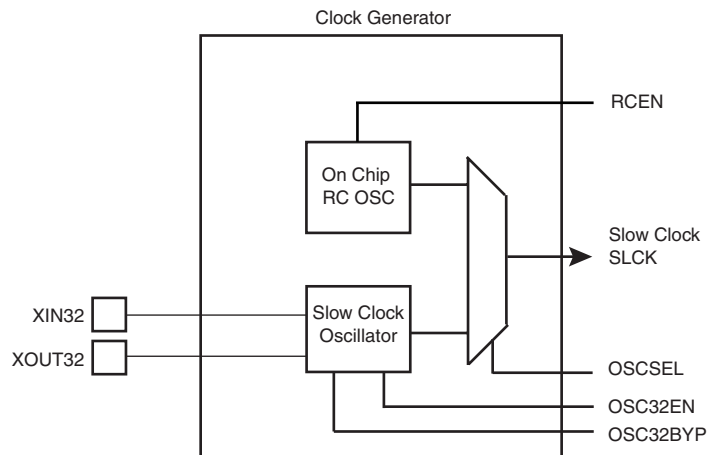 Clock Generator
RCEN
On Chip
RC OSC
Slow Clock
SLCK
XIN32
Slow Clock
Oscillator
XOUT32
OSCSEL
OSC32EN
OSC32BYP